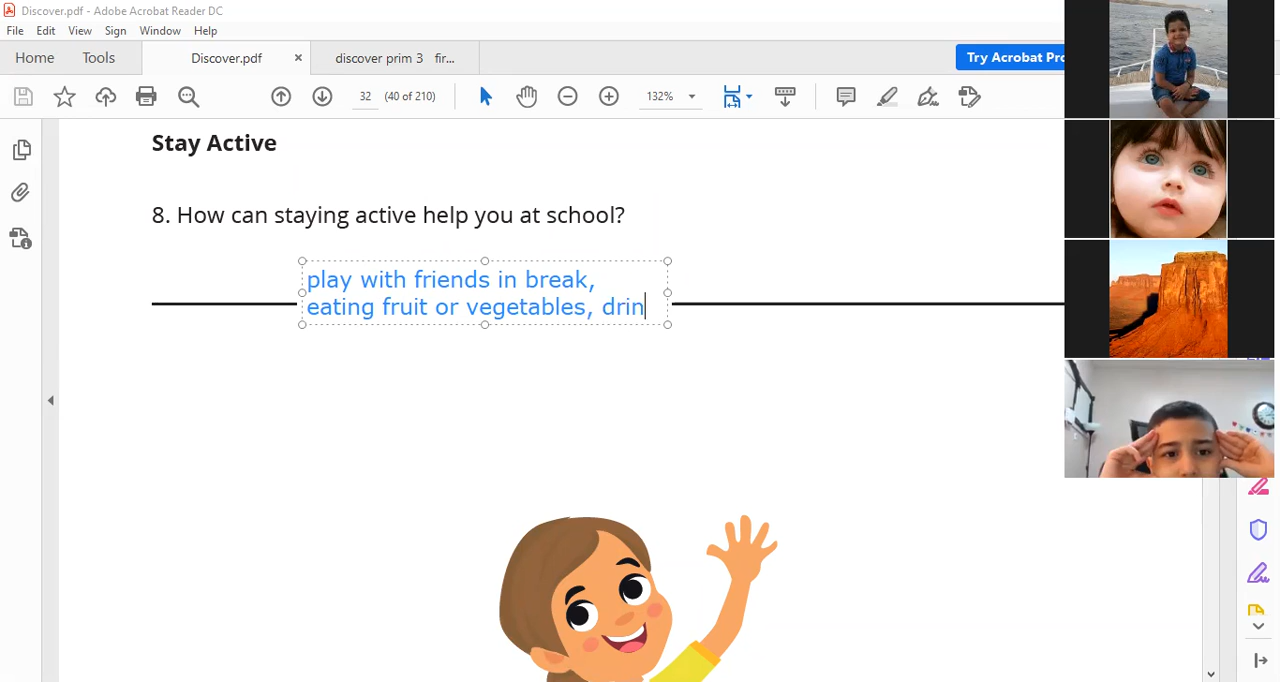 Discover.pdf - Adobe Acrobat Reader DC
File Edit View Sign Window Help
Home Tools Discover.pdf × discover prim 3 fir...
Try Acrobat Pro
32 (40 of 210) 132%
Stay Active
8. How can staying active help you at school?
play with friends in break,
eating fruit or vegetables, drin